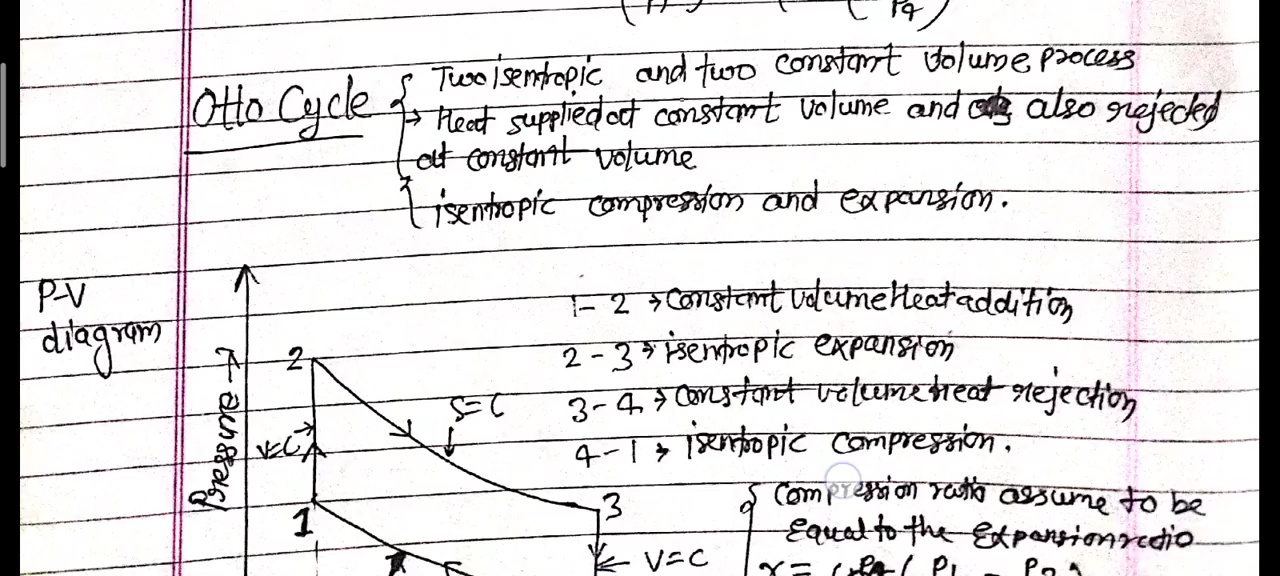 P4
Otto Cycle
Two isentropic and two constant volume process
→ Heat supplied at constant volume and also rejected
at constant volume
isentropic compression and expansion.
P-V
diagram
1-2 → Constant volume Heat addition
2-3 → isentropic expansion
3-4 → constant volume heat rejection
4-1 → isentropic compression.
Pressure →
2
S=C
V=C
1
3
V=C
Compression ratio assume to be
Equal to the Expansion ratio